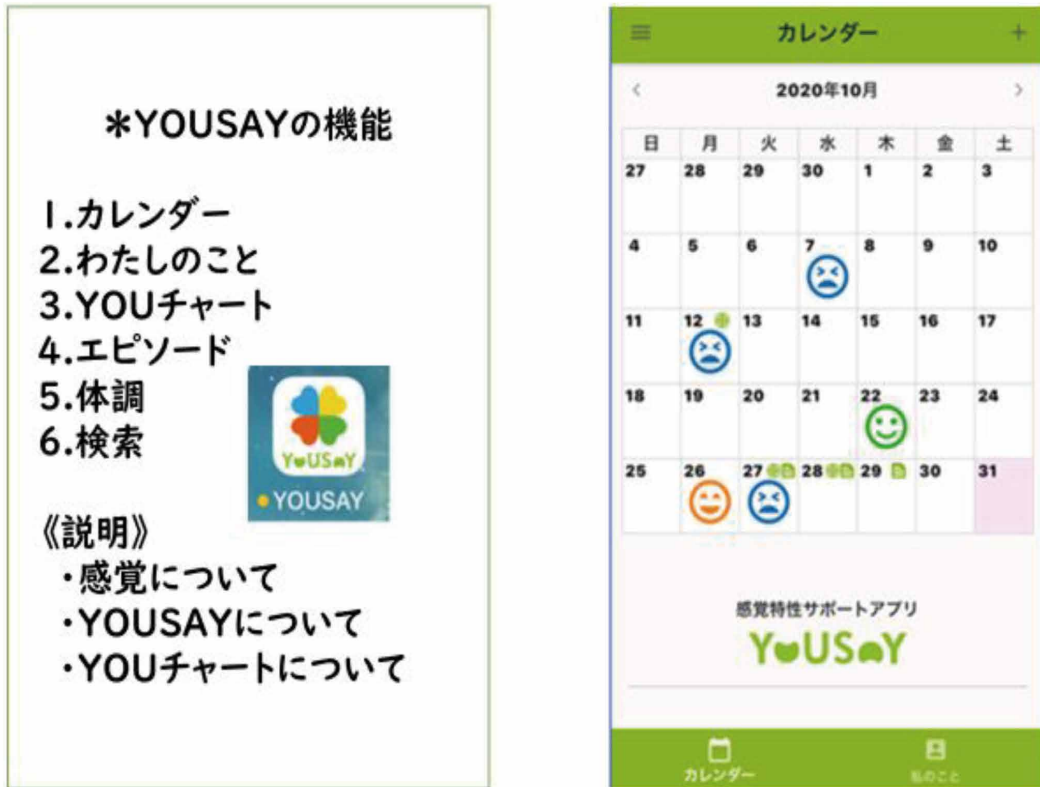 *YOUSAYの機能
1.カレンダー
2.わたしのこと
3.YOUチャート
4.エピソード
5.体調
6.検索
YOUSAY
YOUSAY
《説明》
・感覚について
・YOUSAYについて
・YOUチャートについて
カレンダー
2020年10月
日 月 火 水 木 金 土
27 28 29 30 1 2 3
4 5 6 7 8 9 10
11 12 13 14 15 16 17
18 19 20 21 22 23 24
25 26 27 28 29 30 31
感覚特性サポートアプリ
YOUSAY
カレンダー 私のこと